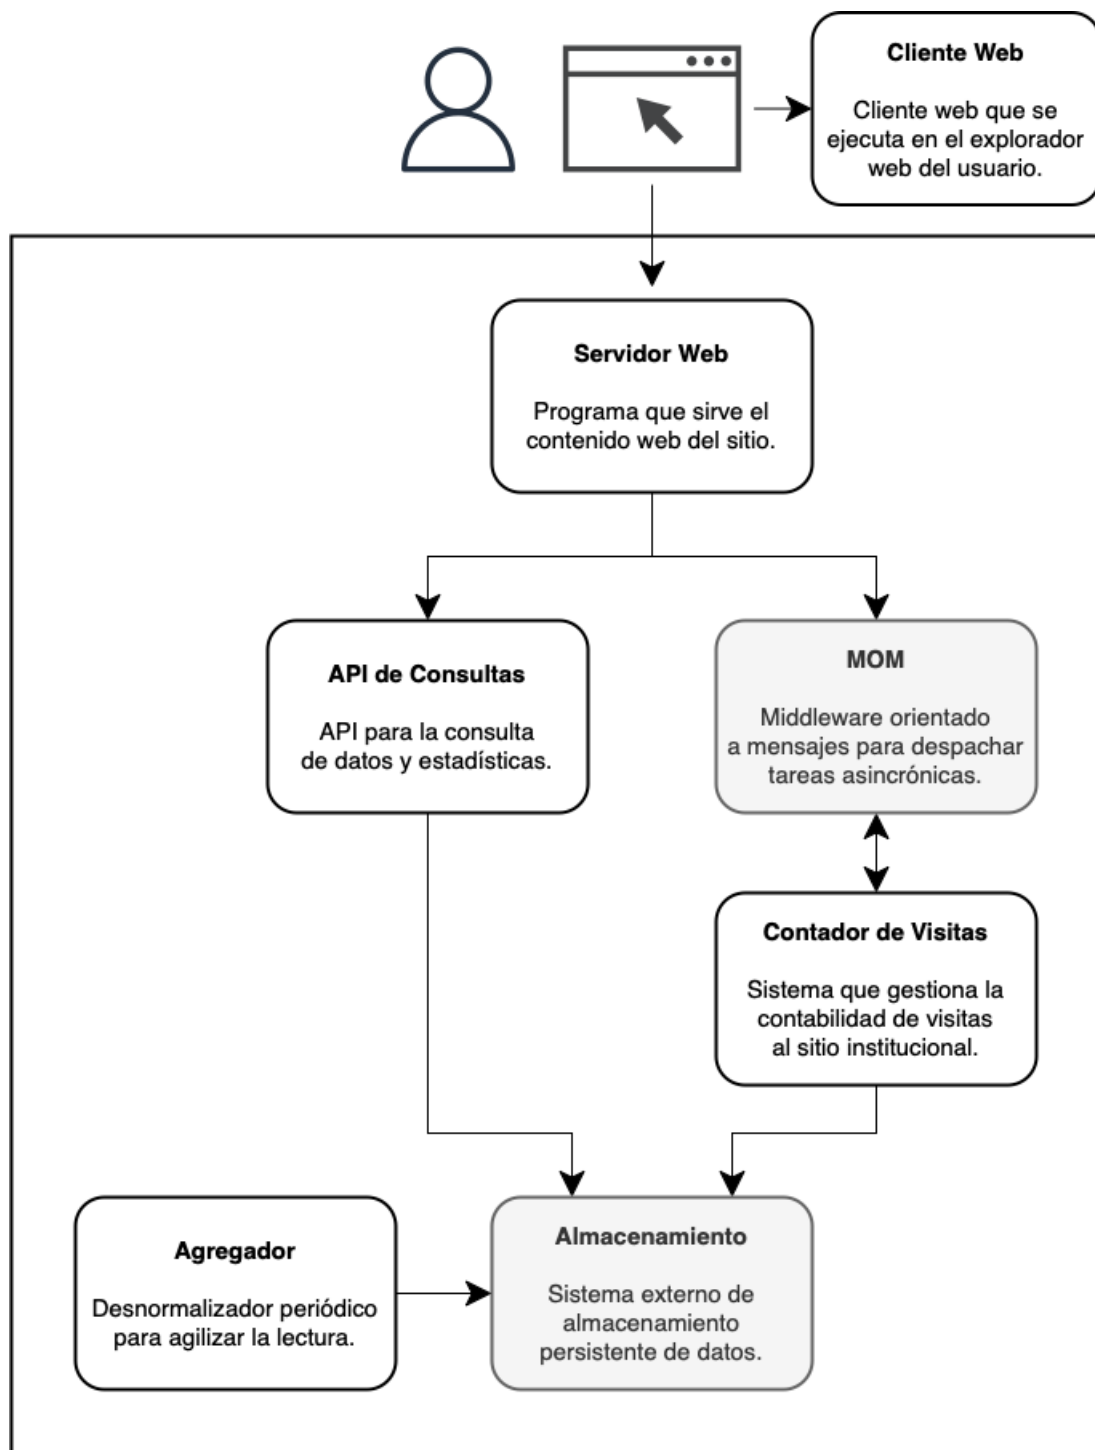 Cliente Web
Cliente web que se
ejecuta en el explorador
web del usuario.
Servidor Web
Programa que sirve el
contenido web del sitio.
API de Consultas
API para la consulta
de datos y estadísticas.
MOM
Middleware orientado
a mensajes para despachar
tareas asincrónicas.
Contador de Visitas
Sistema que gestiona la
contabilidad de visitas
al sitio institucional.
Agregador
Desnormalizador periódico
para agilizar la lectura.
Almacenamiento
Sistema externo de
almacenamiento
persistente de datos.